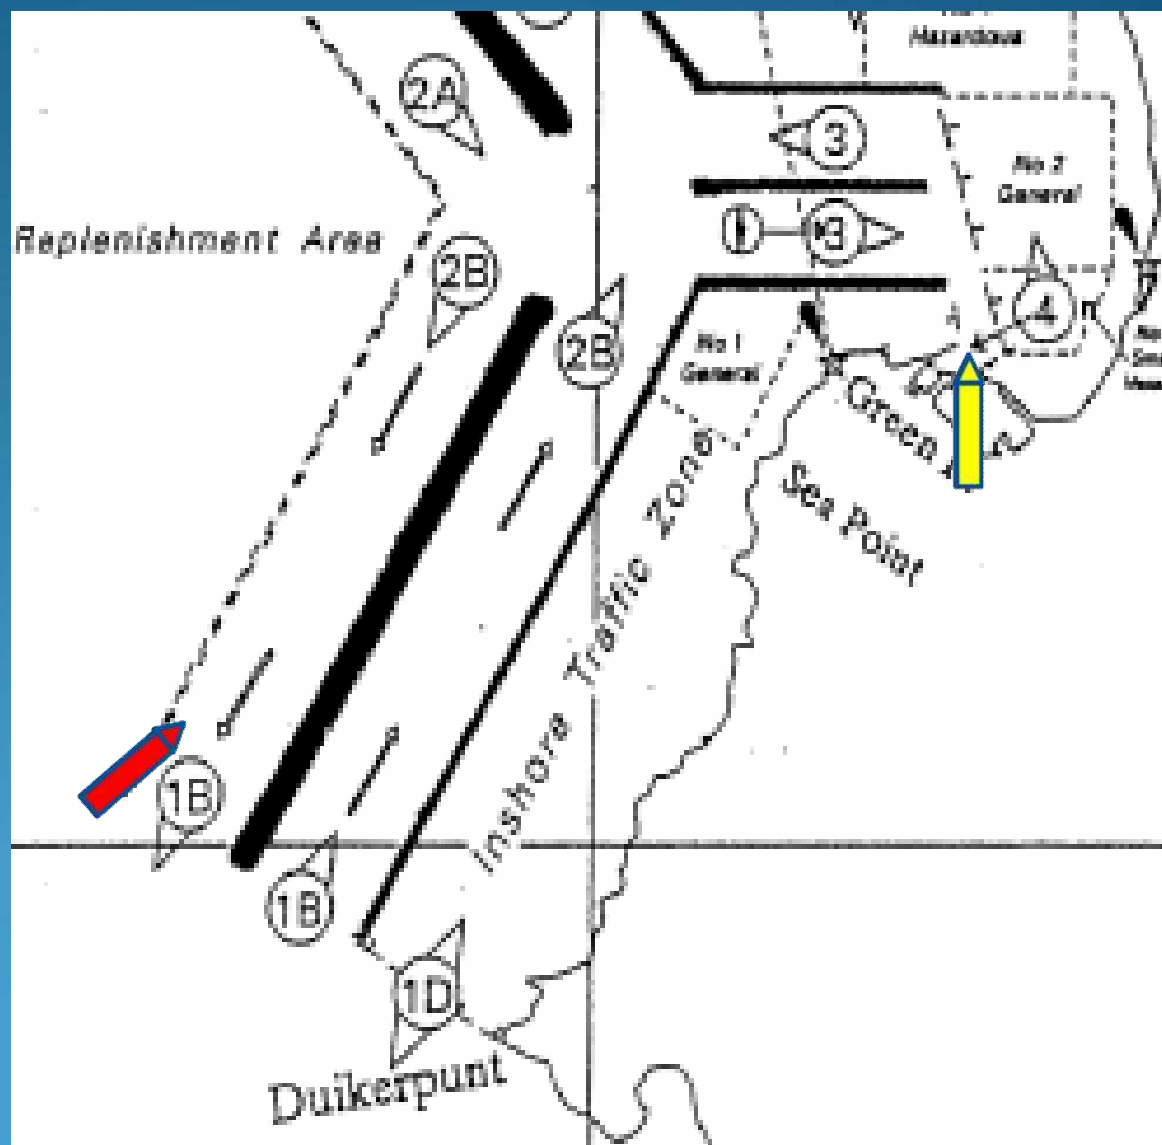 Hazardous
2A
3
No 2
General
Replenishment Area
2B
3
2B
4
No 1
General
Green
Sea Point
Inshore Traffic Zone
1B
1B
1D
Duikerpunt